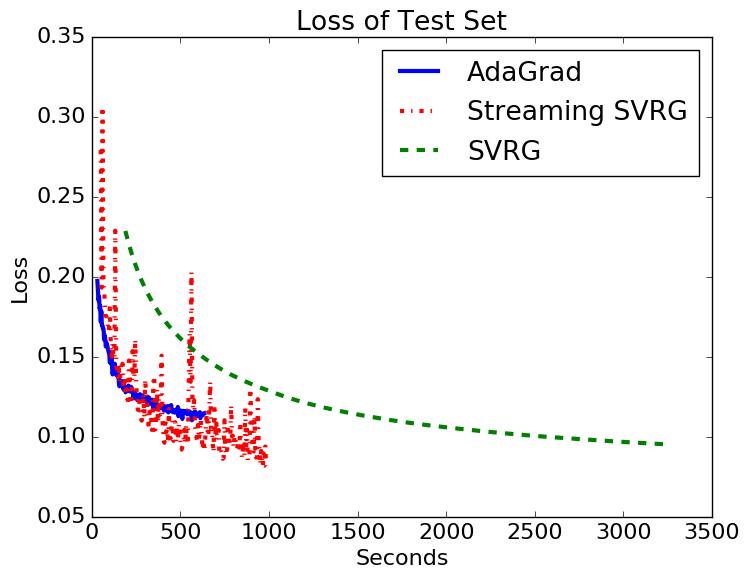 Loss of Test Set
0.35
0.30
0.25
0.20
0.15
0.10
0.05
Loss
AdaGrad
Streaming SVRG
SVRG
0 500 1000 1500 2000 2500 3000 3500
Seconds